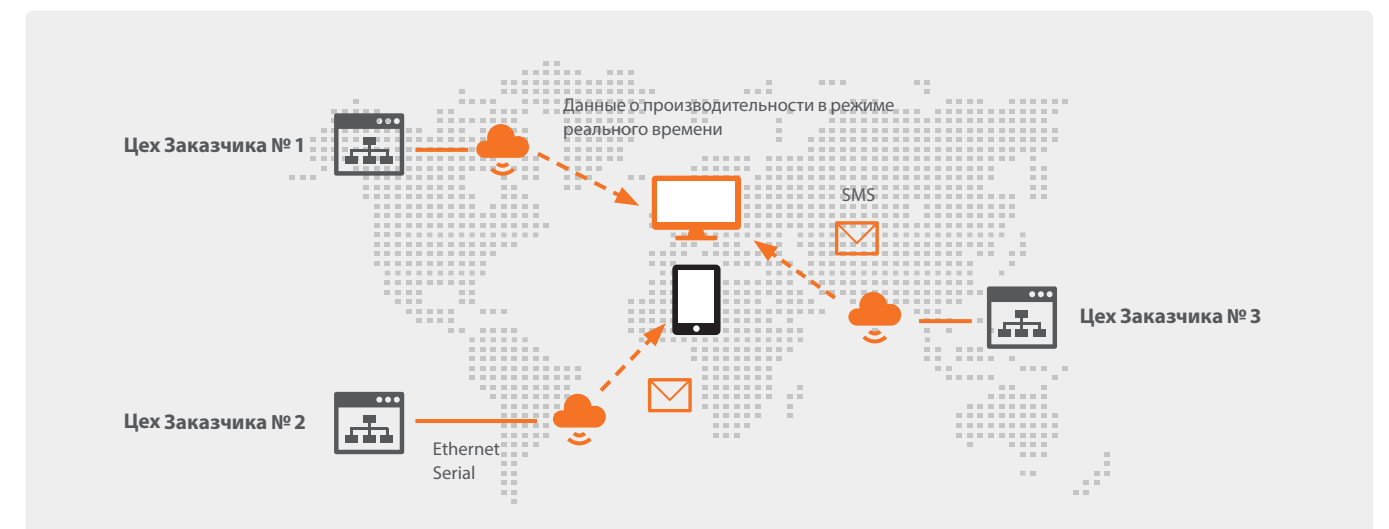 Данные о производительности в режиме
реального времени
Цех Заказчика № 1
SMS
Цех Заказчика № 3
Цех Заказчика № 2
Ethernet
Serial